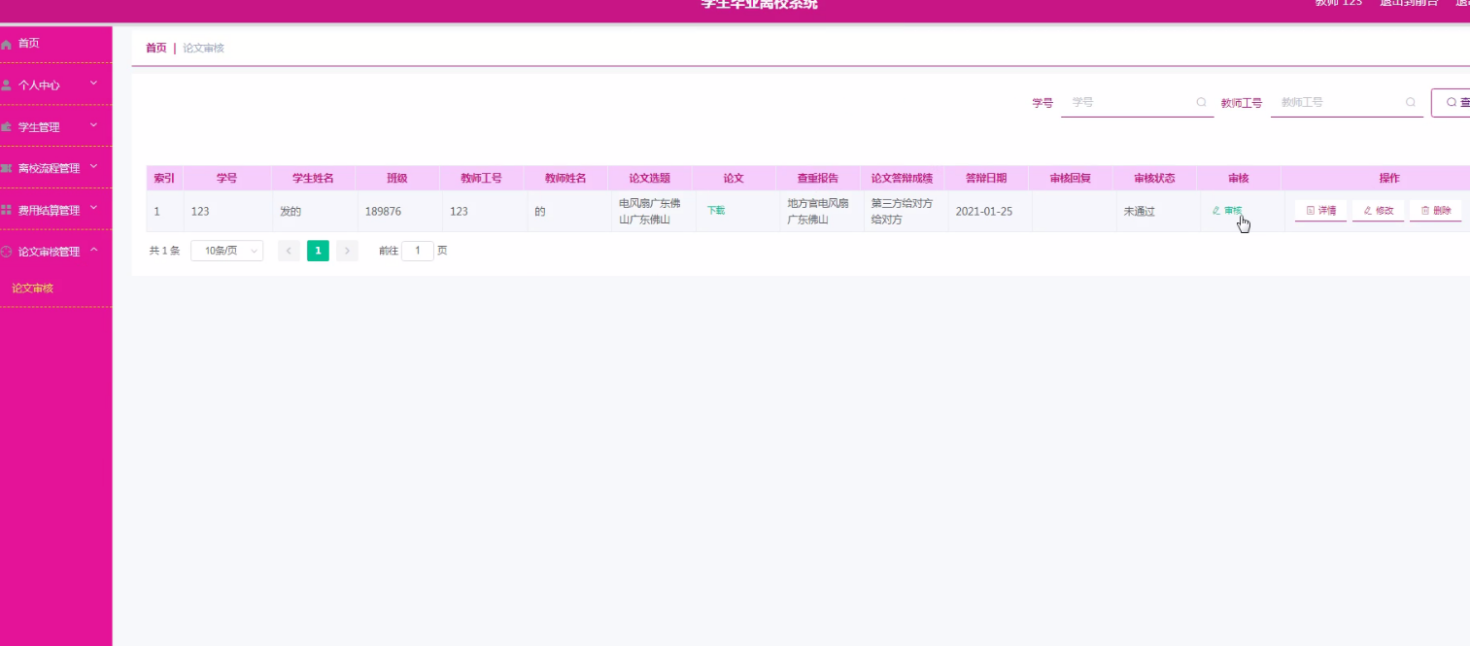 学生毕业离校系统
教师 123 退出到前台
首页
个人中心
学生管理
离校流程管理
费用结算管理
论文审核管理
论文审核
首页 | 论文审核
学号 学号 教师工号 教师工号 查
索引 学号 学生姓名 班级 教师工号 教师姓名 论文选题 论文 查重报告 论文答辩成绩 答辩日期 审核回复 审核状态 审核 操作
1 123 发的 189876 123 的 电风扇广东佛山广东佛山 下载 地方官电风扇广东佛山 第三方给对方给对方 2021-01-25 未通过 审核 详情 修改 删除
共 1 条 10条/页 1 前往 1 页